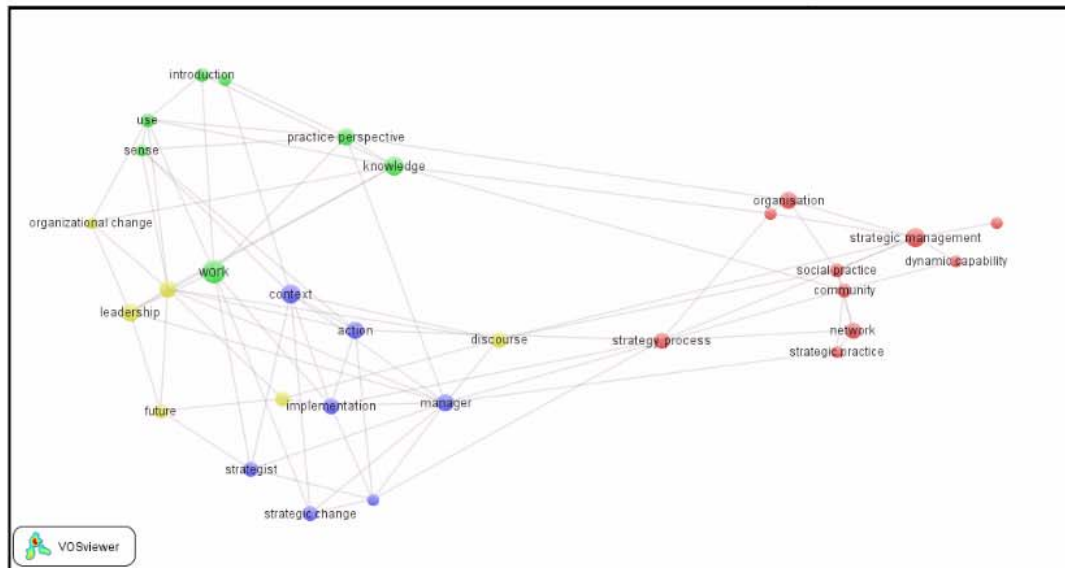 introduction
use
practice perspective
sense
knowledge
organisation
organizational change
strategic management
dynamic capability
work
social practice
context
community
leadership
action
network
discourse
strategy process
strategic practice
future
implementation
manager
strategist
strategic change
VOSviewer